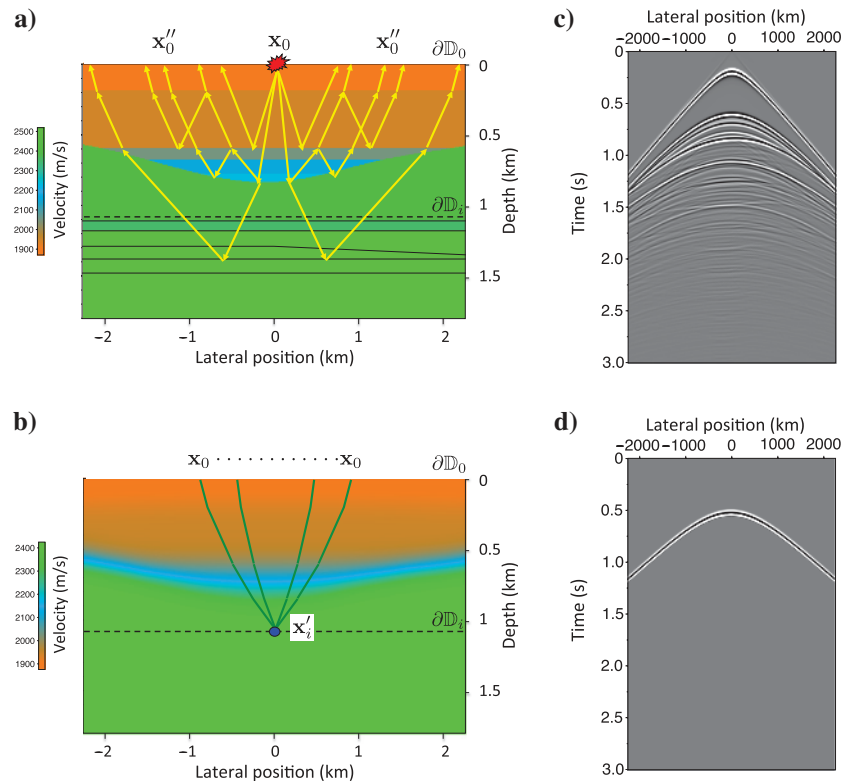 a)
x″₀ x₀ x″₀ ∂𝔻₀
0
0.5
1
1.5
Depth (km)
∂𝔻ᵢ
2500
2400
2300
2200
2100
2000
1900
Velocity (m/s)
−2 −1 0 1 2
Lateral position (km)
b)
x₀ · · · · · · · · · · · x₀ ∂𝔻₀
0
0.5
1
1.5
Depth (km)
∂𝔻ᵢ
x′ᵢ
2400
2300
2200
2100
2000
1900
Velocity (m/s)
−2 −1 0 1 2
Lateral position (km)
c)
Lateral position (km)
−2000 −1000 0 1000 2000
0
0.5
1.0
1.5
2.0
2.5
3.0
Time (s)
d)
Lateral position (km)
−2000 −1000 0 1000 2000
0
0.5
1.0
1.5
2.0
2.5
3.0
Time (s)